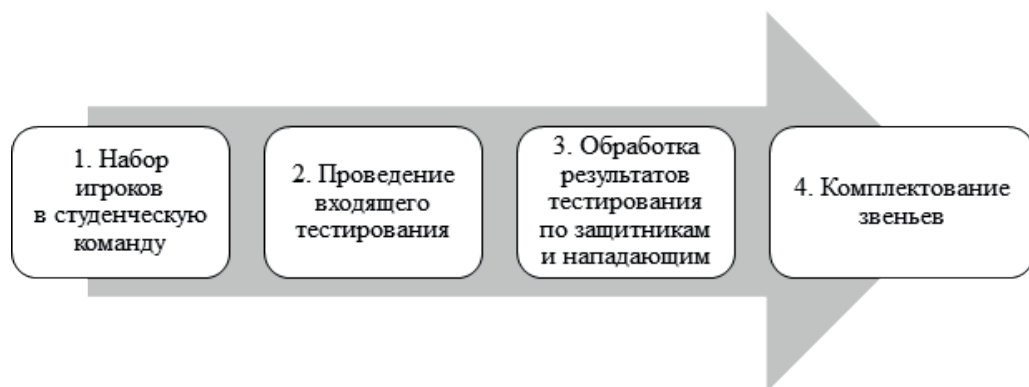 1. Набор
игроков
в студенческую
команду
2. Проведение
входящего
тестирования
3. Обработка
результатов
тестирования
по защитникам
и нападающим
4. Комплектование
звеньев